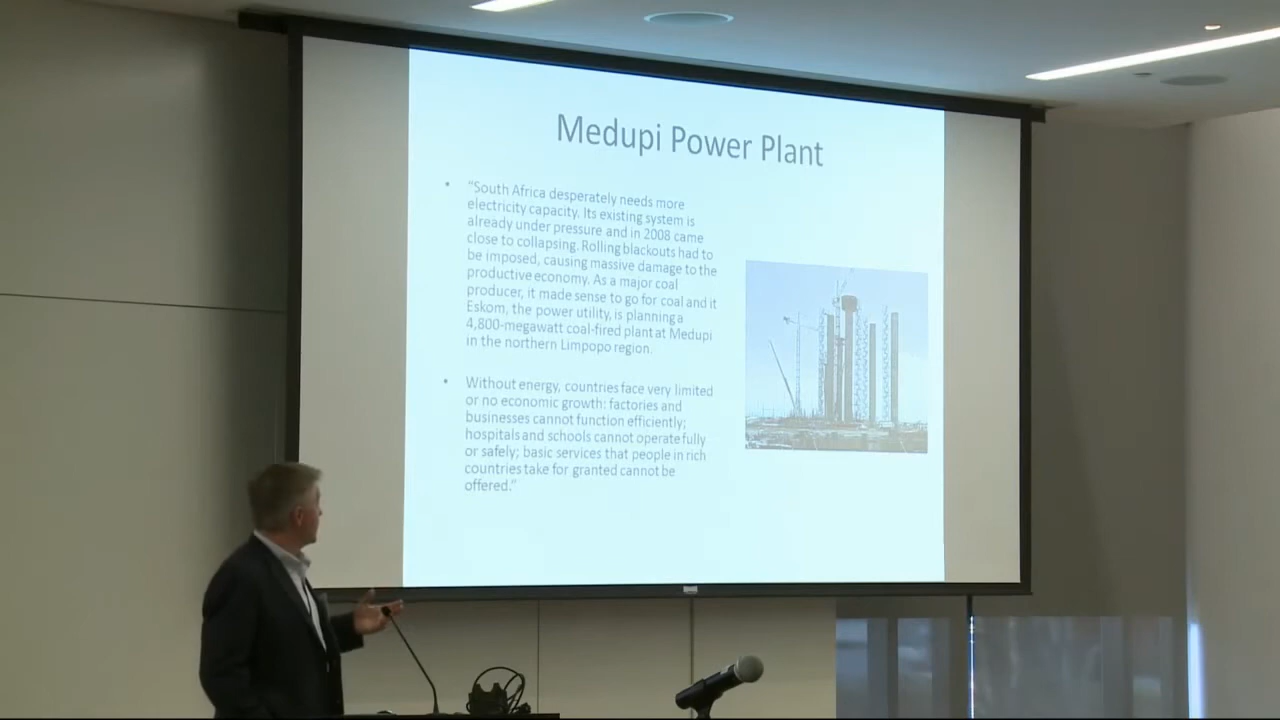 Medupi Power Plant
• "South Africa desperately needs more
electricity capacity. Its existing system is
already under pressure and in 2008 came
close to collapsing. Rolling blackouts had to
be imposed, causing massive damage to the
productive economy. As a major coal
producer, it made sense to go for coal and it
Eskom, the power utility, is planning a
4,800-megawatt coal-fired plant at Medupi
in the northern Limpopo region.
• Without energy, countries face very limited
or no economic growth: factories and
businesses cannot function efficiently;
hospitals and schools cannot operate fully
or safely; basic services that people in rich
countries take for granted cannot be
offered."